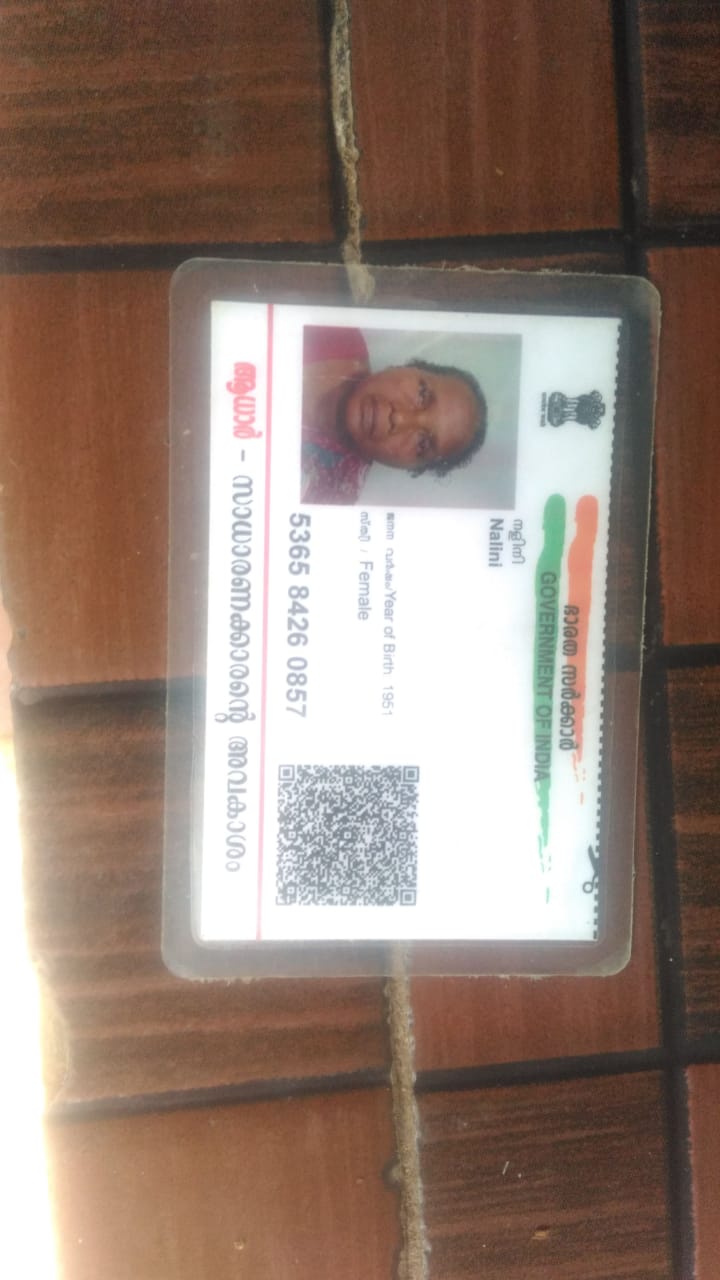 ഭാരത സർക്കാർ
GOVERNMENT OF INDIA
നളിനി
Nalini
ജനന വർഷം/Year of Birth 1951
സ്ത്രീ / Female
5365 8426 0857
ആധാർ - സാധാരണക്കാരന്റെ അവകാശം